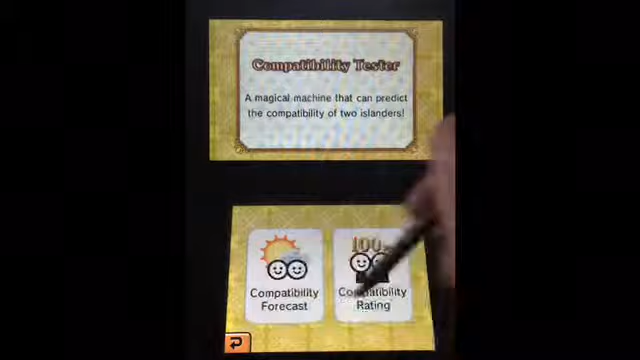 Compatibility Tester
A magical machine that can predict
the compatibility of two islanders!
100
Compatibility
Forecast
Compatibility
Rating